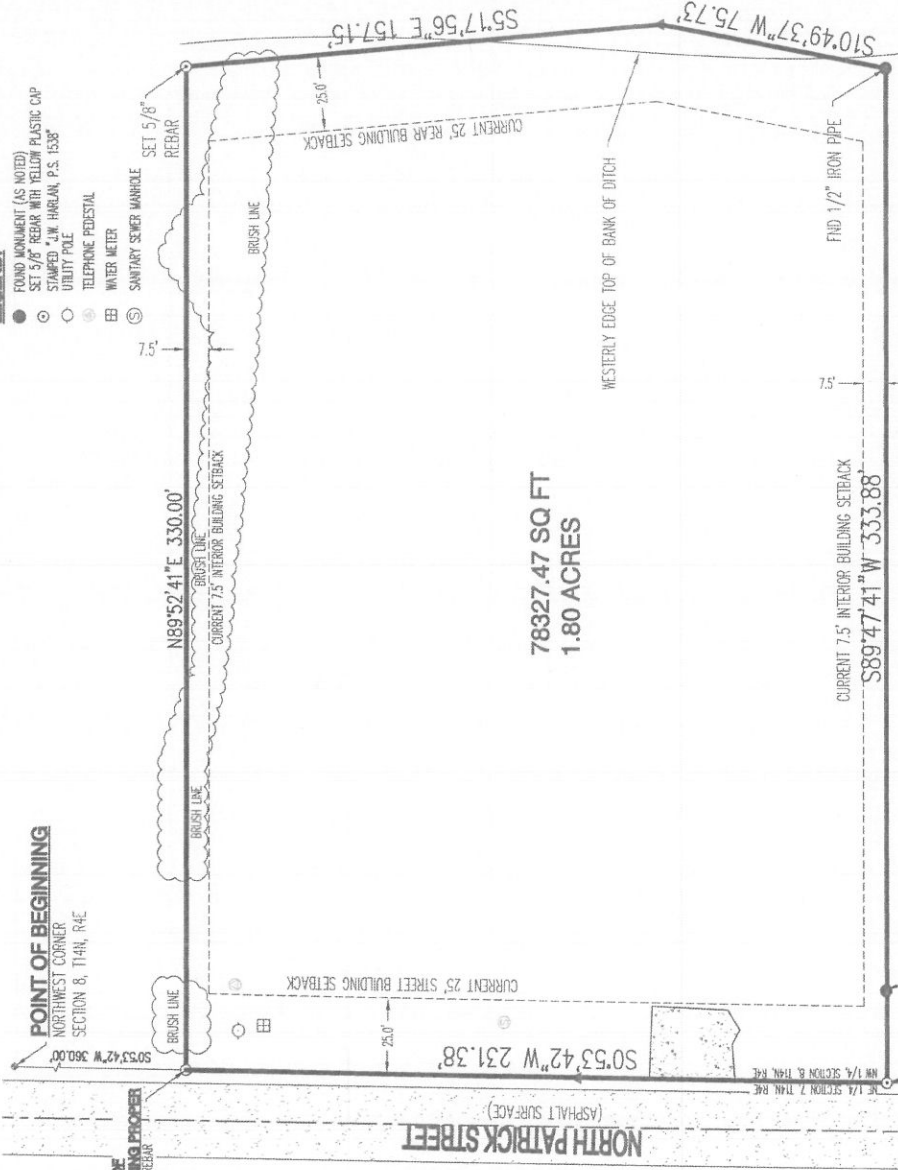 FOUND MONUMENT (AS NOTED)
SET 5/8" REBAR WITH YELLOW PLASTIC CAP
STAMPED "J.W. HARLAN, P.S. 1538"
UTILITY POLE
TELEPHONE PEDESTAL
WATER METER
SANITARY SEWER MANHOLE
S
POINT OF BEGINNING
NORTHWEST CORNER
SECTION 8, T14N, R4E
S0°53'42"W 360.00'
ING PROPER
REBAR
SET 5/8"
REBAR
N89°52'41"E 330.00'
7.5'
BRUSH LINE
BRUSH LINE
BRUSH LINE
BRUSH LINE
CURRENT 7.5' INTERIOR BUILDING SETBACK
S5°17'56"E 157.15'
25.0'
CURRENT 25' REAR BUILDING SETBACK
WESTERLY EDGE TOP OF BANK OF DITCH
S10°49'37"W 75.73'
FND 1/2" IRON PIPE
78327.47 SQ FT
1.80 ACRES
7.5'
CURRENT 7.5' INTERIOR BUILDING SETBACK
S89°47'41"W 333.88'
CURRENT 25' STREET BUILDING SETBACK
25.0'
S0°53'42"W 231.38'
NW 1/4, SECTION 8, T14N, R4E
NE 1/4, SECTION 7, T14N, R4E
(ASPHALT SURFACE)
NORTH PATRICK STREET